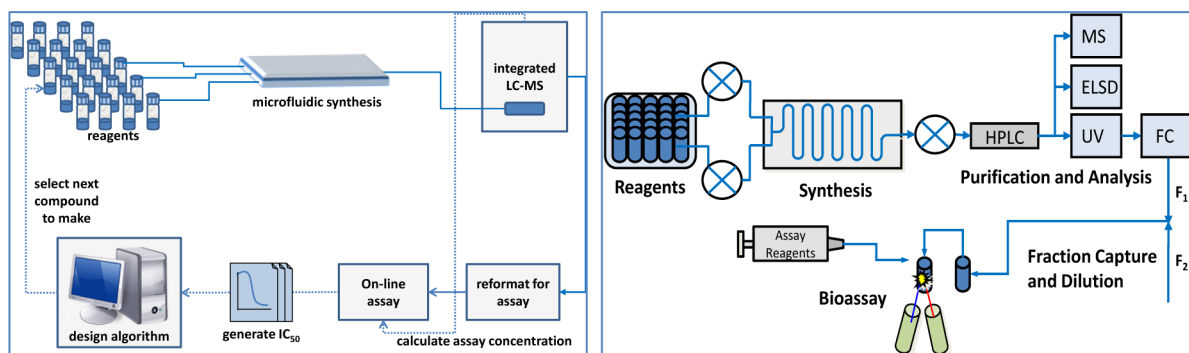 reagents
microfluidic synthesis
integrated
LC-MS
select next
compound to
make
design algorithm
generate IC50
On-line
assay
reformat for
assay
calculate assay concentration
Reagents
Synthesis
HPLC
MS
ELSD
UV
FC
Purification and Analysis
F1
F2
Assay
Reagents
Bioassay
Fraction Capture
and Dilution